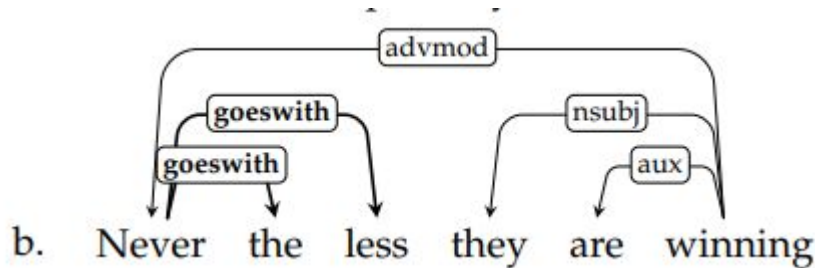 advmod
goeswith nsubj
goeswith aux
b. Never the less they are winning